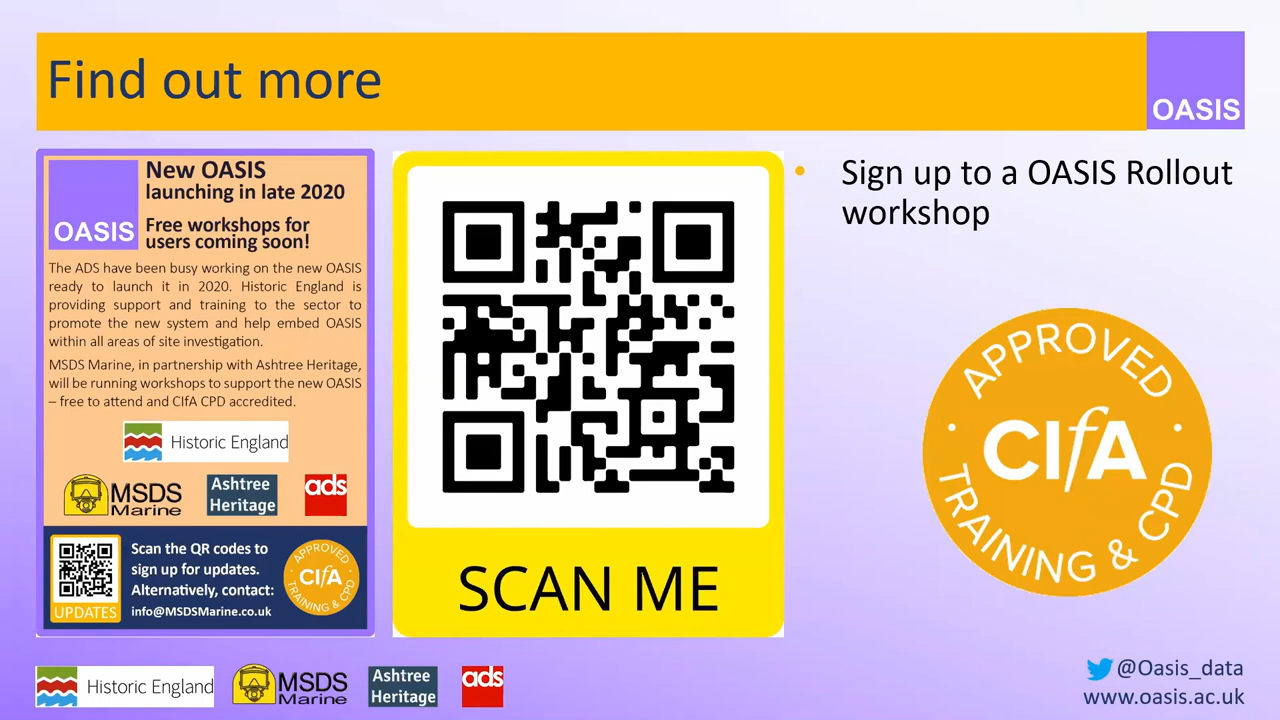 Find out more
OASIS
New OASIS
launching in late 2020
Free workshops for
users coming soon!
OASIS
The ADS have been busy working on the new OASIS
ready to launch it in 2020. Historic England is
providing support and training to the sector to
promote the new system and help embed OASIS
within all areas of site investigation.
MSDS Marine, in partnership with Ashtree Heritage,
will be running workshops to support the new OASIS
– free to attend and CIfA CPD accredited.
Historic England
MSDS
Marine
Ashtree
Heritage
ads
Scan the QR codes to
sign up for updates.
Alternatively, contact:
info@MSDSMarine.co.uk
UPDATES
APPROVED
CIfA
TRAINING & CPD
SCAN ME
• Sign up to a OASIS Rollout
workshop
APPROVED
CIfA
TRAINING & CPD
Historic England
MSDS
Marine
Ashtree
Heritage
ads
@Oasis_data
www.oasis.ac.uk